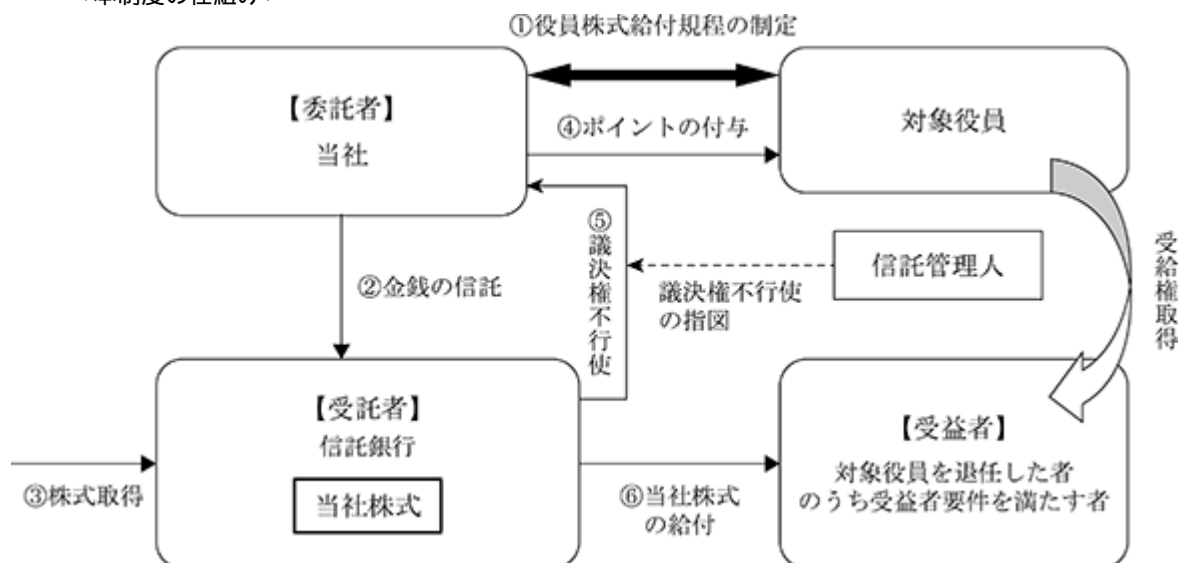 ①役員株式給付規程の制定
【委託者】
当社
④ポイントの付与
対象役員
⑤議決権不行使
信託管理人
議決権不行使
の指図
受給権取得
②金銭の信託
【受託者】
信託銀行
当社株式
③株式取得
⑥当社株式
の給付
【受益者】
対象役員を退任した者
のうち受益者要件を満たす者